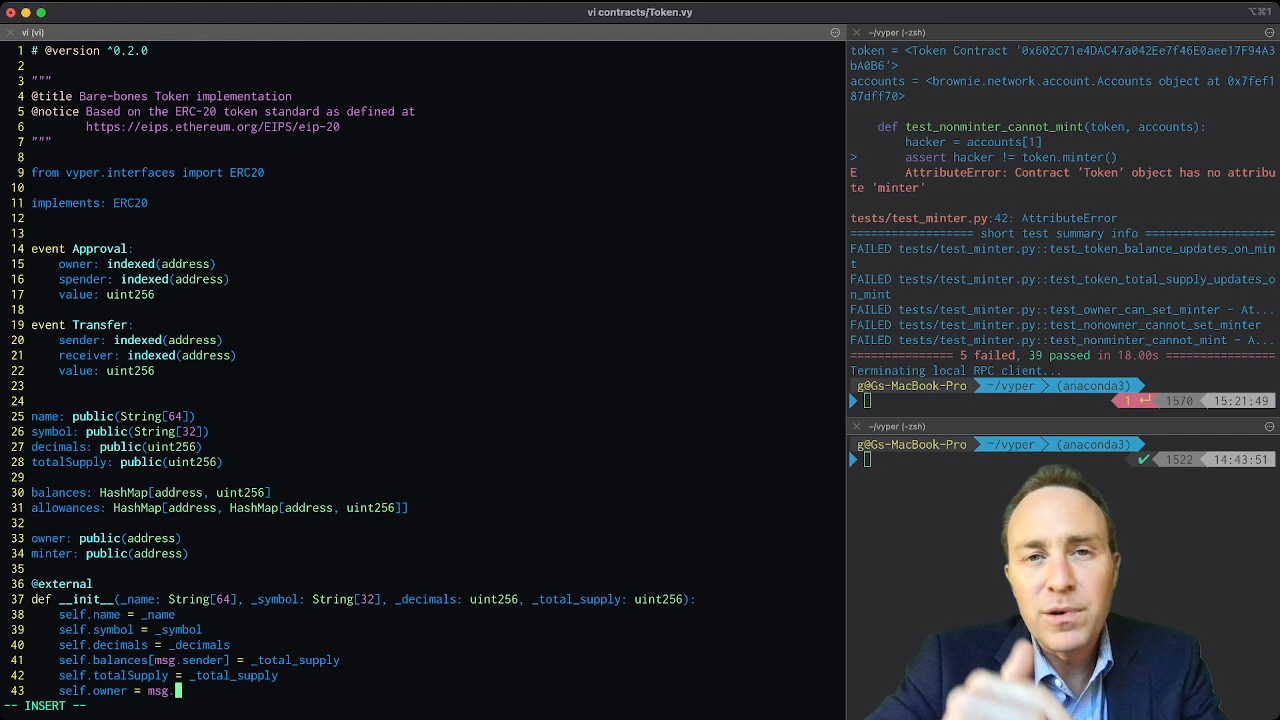 vi contracts/Token.vy
⌥⌘1
vi (vi)
1 # @version ^0.2.0
2
3 """
4 @title Bare-bones Token implementation
5 @notice Based on the ERC-20 token standard as defined at
6         https://eips.ethereum.org/EIPS/eip-20
7 """
8
9 from vyper.interfaces import ERC20
10
11 implements: ERC20
12
13
14 event Approval:
15     owner: indexed(address)
16     spender: indexed(address)
17     value: uint256
18
19 event Transfer:
20     sender: indexed(address)
21     receiver: indexed(address)
22     value: uint256
23
24
25 name: public(String[64])
26 symbol: public(String[32])
27 decimals: public(uint256)
28 totalSupply: public(uint256)
29
30 balances: HashMap[address, uint256]
31 allowances: HashMap[address, HashMap[address, uint256]]
32
33 owner: public(address)
34 minter: public(address)
35
36 @external
37 def __init__(_name: String[64], _symbol: String[32], _decimals: uint256, _total_supply: uint256):
38     self.name = _name
39     self.symbol = _symbol
40     self.decimals = _decimals
41     self.balances[msg.sender] = _total_supply
42     self.totalSupply = _total_supply
43     self.owner = msg.
-- INSERT --
~/vyper (-zsh)
token = <Token Contract '0x602C71e4DAC47a042Ee7f46E0aee17F94A3
bA0B6'>
accounts = <brownie.network.account.Accounts object at 0x7fef1
87dff70>
    def test_nonminter_cannot_mint(token, accounts):
        hacker = accounts[1]
>       assert hacker != token.minter()
E       AttributeError: Contract 'Token' object has no attribu
te 'minter'
tests/test_minter.py:42: AttributeError
================== short test summary info ===================
FAILED tests/test_minter.py::test_token_balance_updates_on_min
t
FAILED tests/test_minter.py::test_token_total_supply_updates_o
n_mint
FAILED tests/test_minter.py::test_owner_can_set_minter - At...
FAILED tests/test_minter.py::test_nonowner_cannot_set_minter
FAILED tests/test_minter.py::test_nonminter_cannot_mint - A...
=============== 5 failed, 39 passed in 18.00s ================
Terminating local RPC client...
g@Gs-MacBook-Pro ~/vyper (anaconda3)
1 ↵ 1570 15:21:49
~/vyper (-zsh)
g@Gs-MacBook-Pro ~/vyper (anaconda3)
✔ 1522 14:43:51